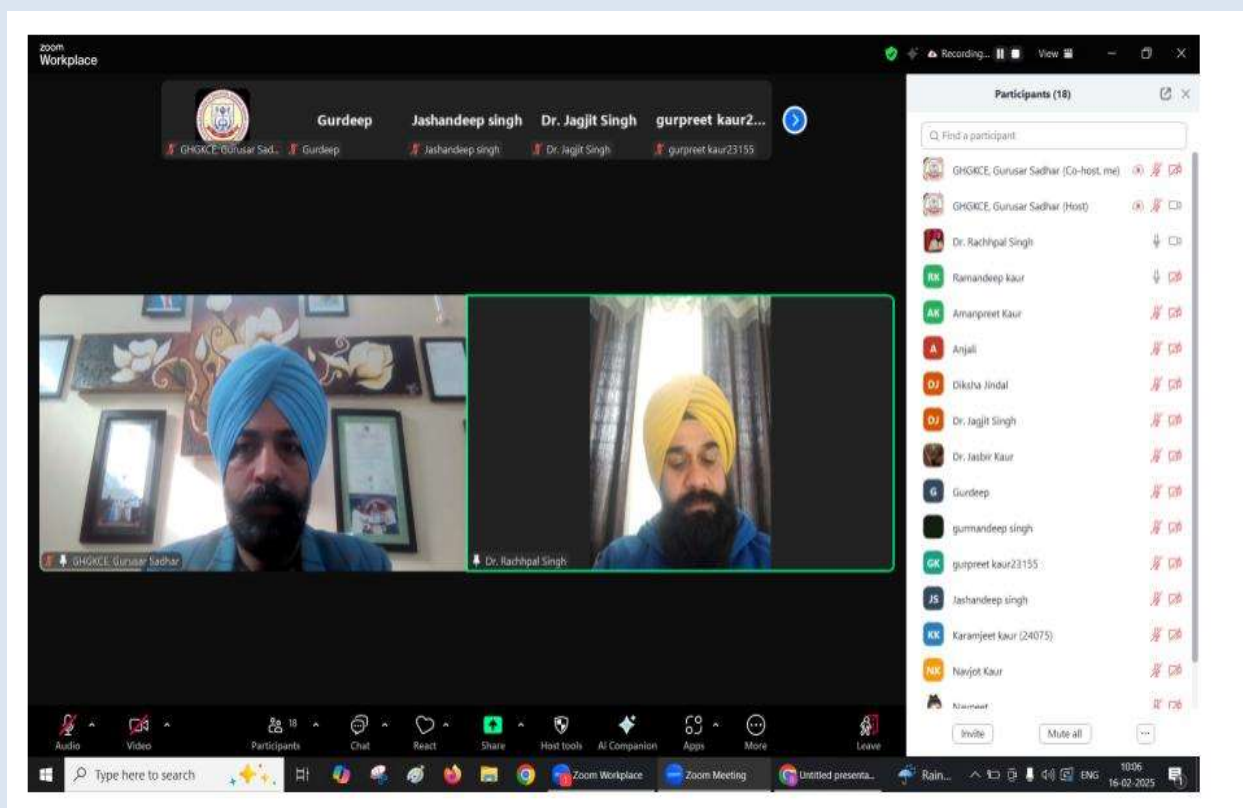 zoom
Workplace
Recording...
View
GHGKCE, Gurusar Sad...
Gurdeep
Gurdeep
Jashandeep singh
Jashandeep singh
Dr. Jagjit Singh
Dr. Jagjit Singh
gurpreet kaur2...
gurpreet kaur23155
GHGKCE, Gurusar Sadhar
Dr. Rachhpal Singh
Participants (18)
Find a participant
GHGKCE, Gurusar Sadhar (Co-host, me)
GHGKCE, Gurusar Sadhar (Host)
Dr. Rachhpal Singh
RK Ramandeep kaur
AK Amanpreet Kaur
A Anjali
DJ Diksha Jindal
DJ Dr. Jagjit Singh
Dr. Jasbir Kaur
G Gurdeep
gurmandeep singh
GK gurpreet kaur23155
JS Jashandeep singh
KK Karamjeet kaur (24075)
NK Navjot Kaur
Invite
Mute all
Audio
Video
18
Participants
Chat
React
Share
Host tools
AI Companion
Apps
More
Leave
Type here to search
Zoom Workplace
Zoom Meeting
Untitled presenta...
Rain...
ENG
10:06
16-02-2025